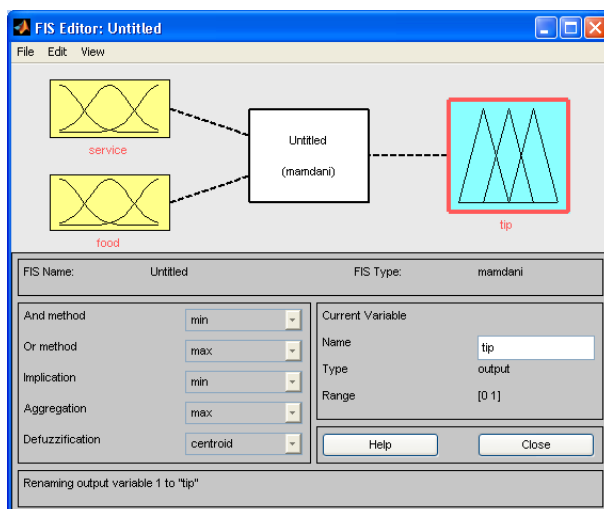 FIS Editor: Untitled
File Edit View
service
food
Untitled
(mamdani)
tip
FIS Name: Untitled FIS Type: mamdani
And method min
Or method max
Implication min
Aggregation max
Defuzzification centroid
Current Variable
Name tip
Type output
Range [0 1]
Help Close
Renaming output variable 1 to "tip"